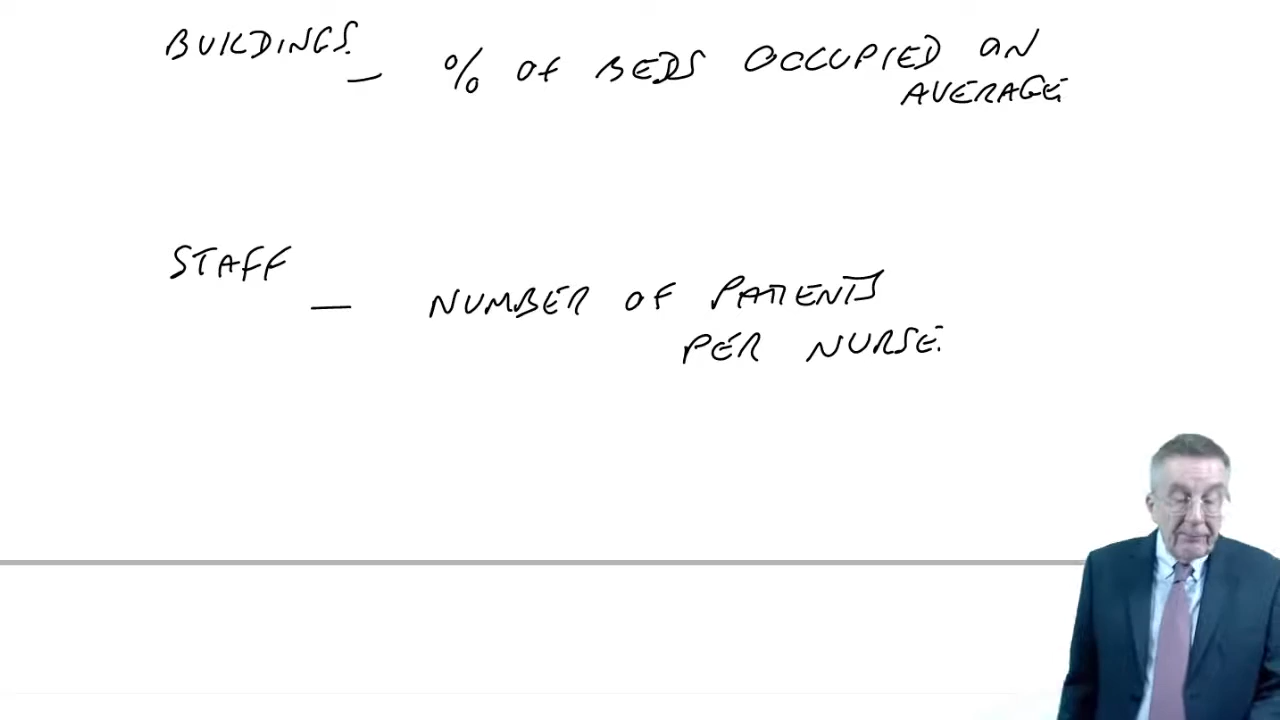 BUILDINGS.
— % OF BEDS OCCUPIED ON
AVERAGE.
STAFF
— NUMBER OF PATIENTS
PER NURSE.